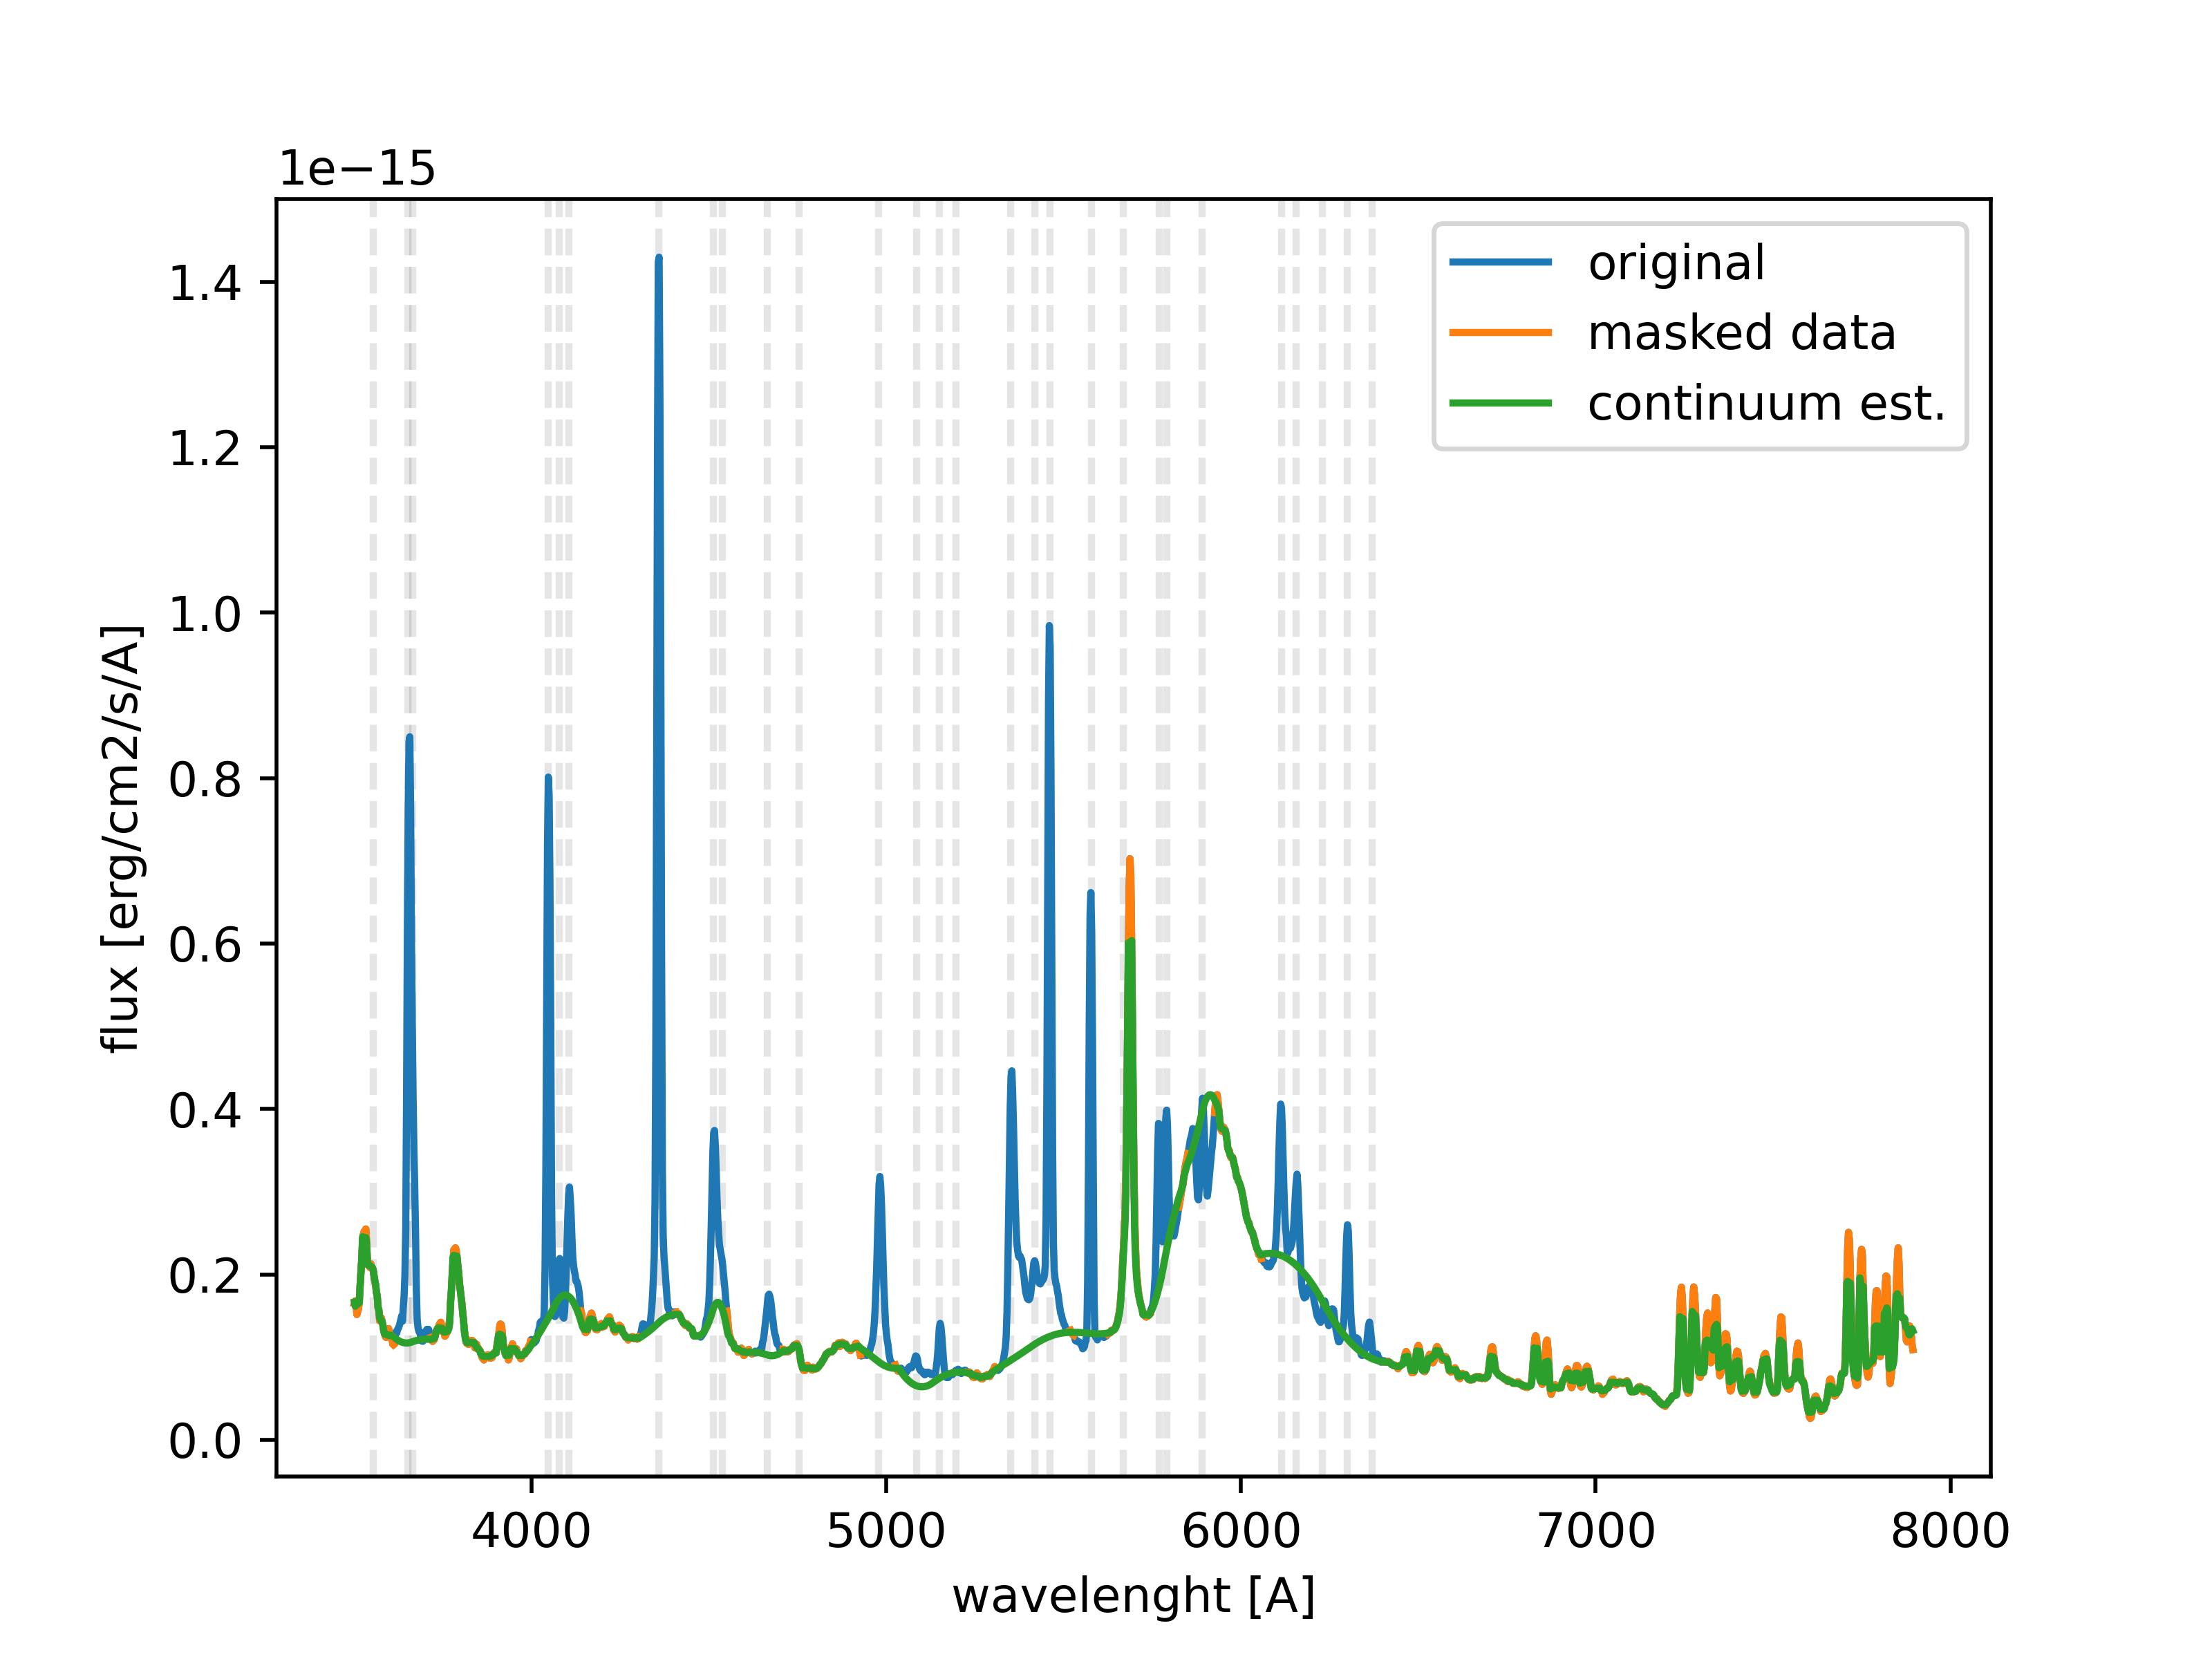 1e−15
original
masked data
continuum est.
1.4
1.2
1.0
0.8
0.6
0.4
0.2
0.0
flux [erg/cm2/s/A]
4000 5000 6000 7000 8000
wavelenght [A]